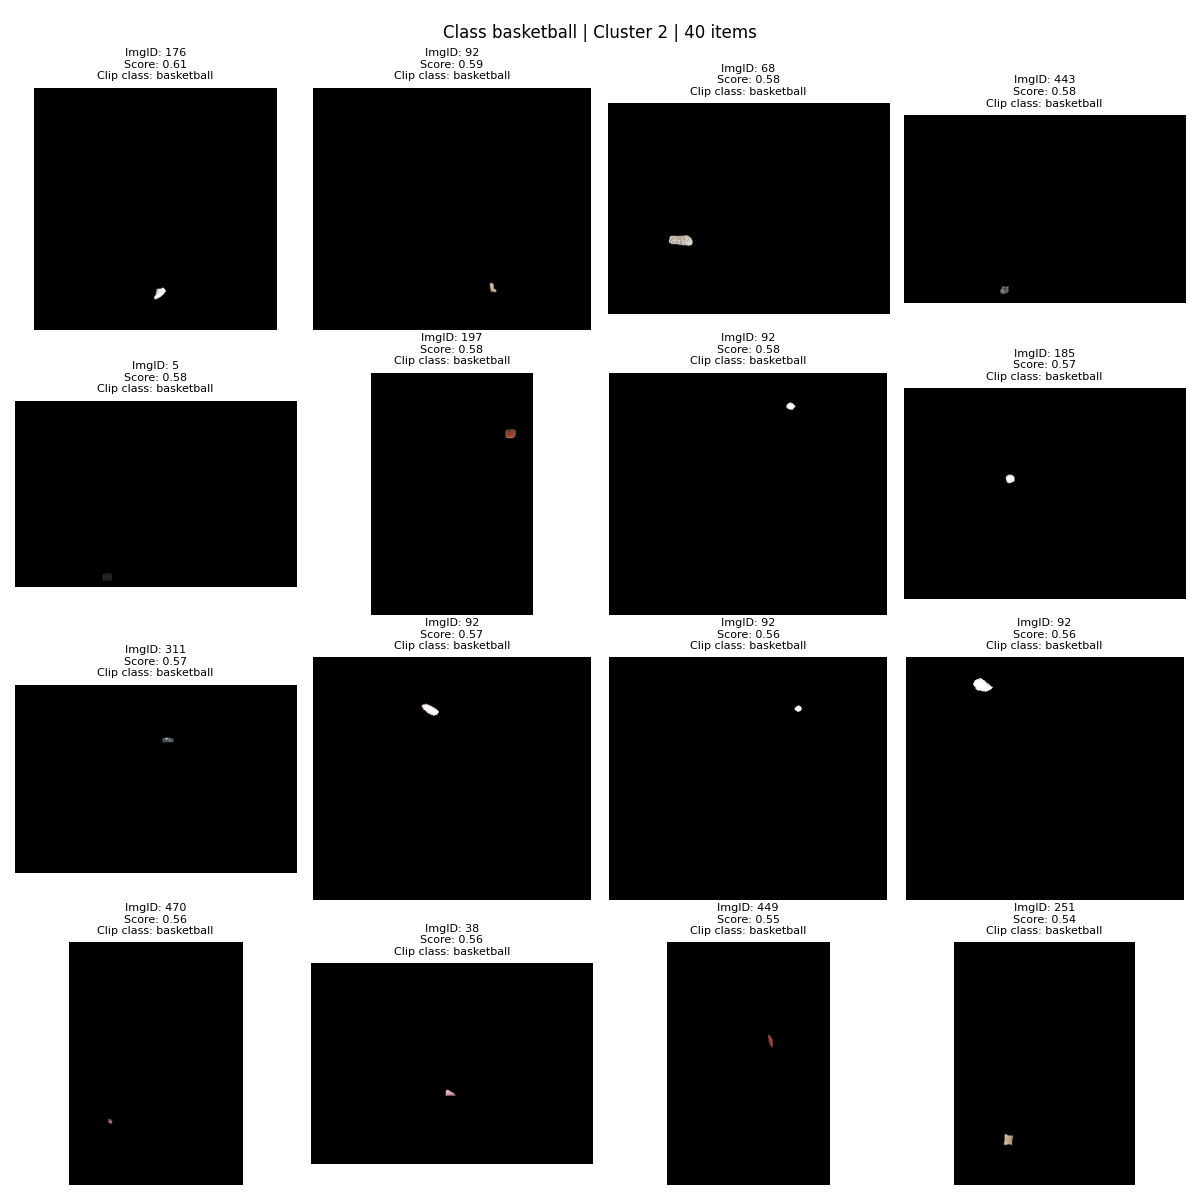 Class basketball | Cluster 2 | 40 items
ImgID: 176
Score: 0.61
Clip class: basketball
ImgID: 92
Score: 0.59
Clip class: basketball
ImgID: 68
Score: 0.58
Clip class: basketball
ImgID: 443
Score: 0.58
Clip class: basketball
ImgID: 5
Score: 0.58
Clip class: basketball
ImgID: 197
Score: 0.58
Clip class: basketball
ImgID: 92
Score: 0.58
Clip class: basketball
ImgID: 185
Score: 0.57
Clip class: basketball
ImgID: 311
Score: 0.57
Clip class: basketball
ImgID: 92
Score: 0.57
Clip class: basketball
ImgID: 92
Score: 0.56
Clip class: basketball
ImgID: 92
Score: 0.56
Clip class: basketball
ImgID: 470
Score: 0.56
Clip class: basketball
ImgID: 38
Score: 0.56
Clip class: basketball
ImgID: 449
Score: 0.55
Clip class: basketball
ImgID: 251
Score: 0.54
Clip class: basketball